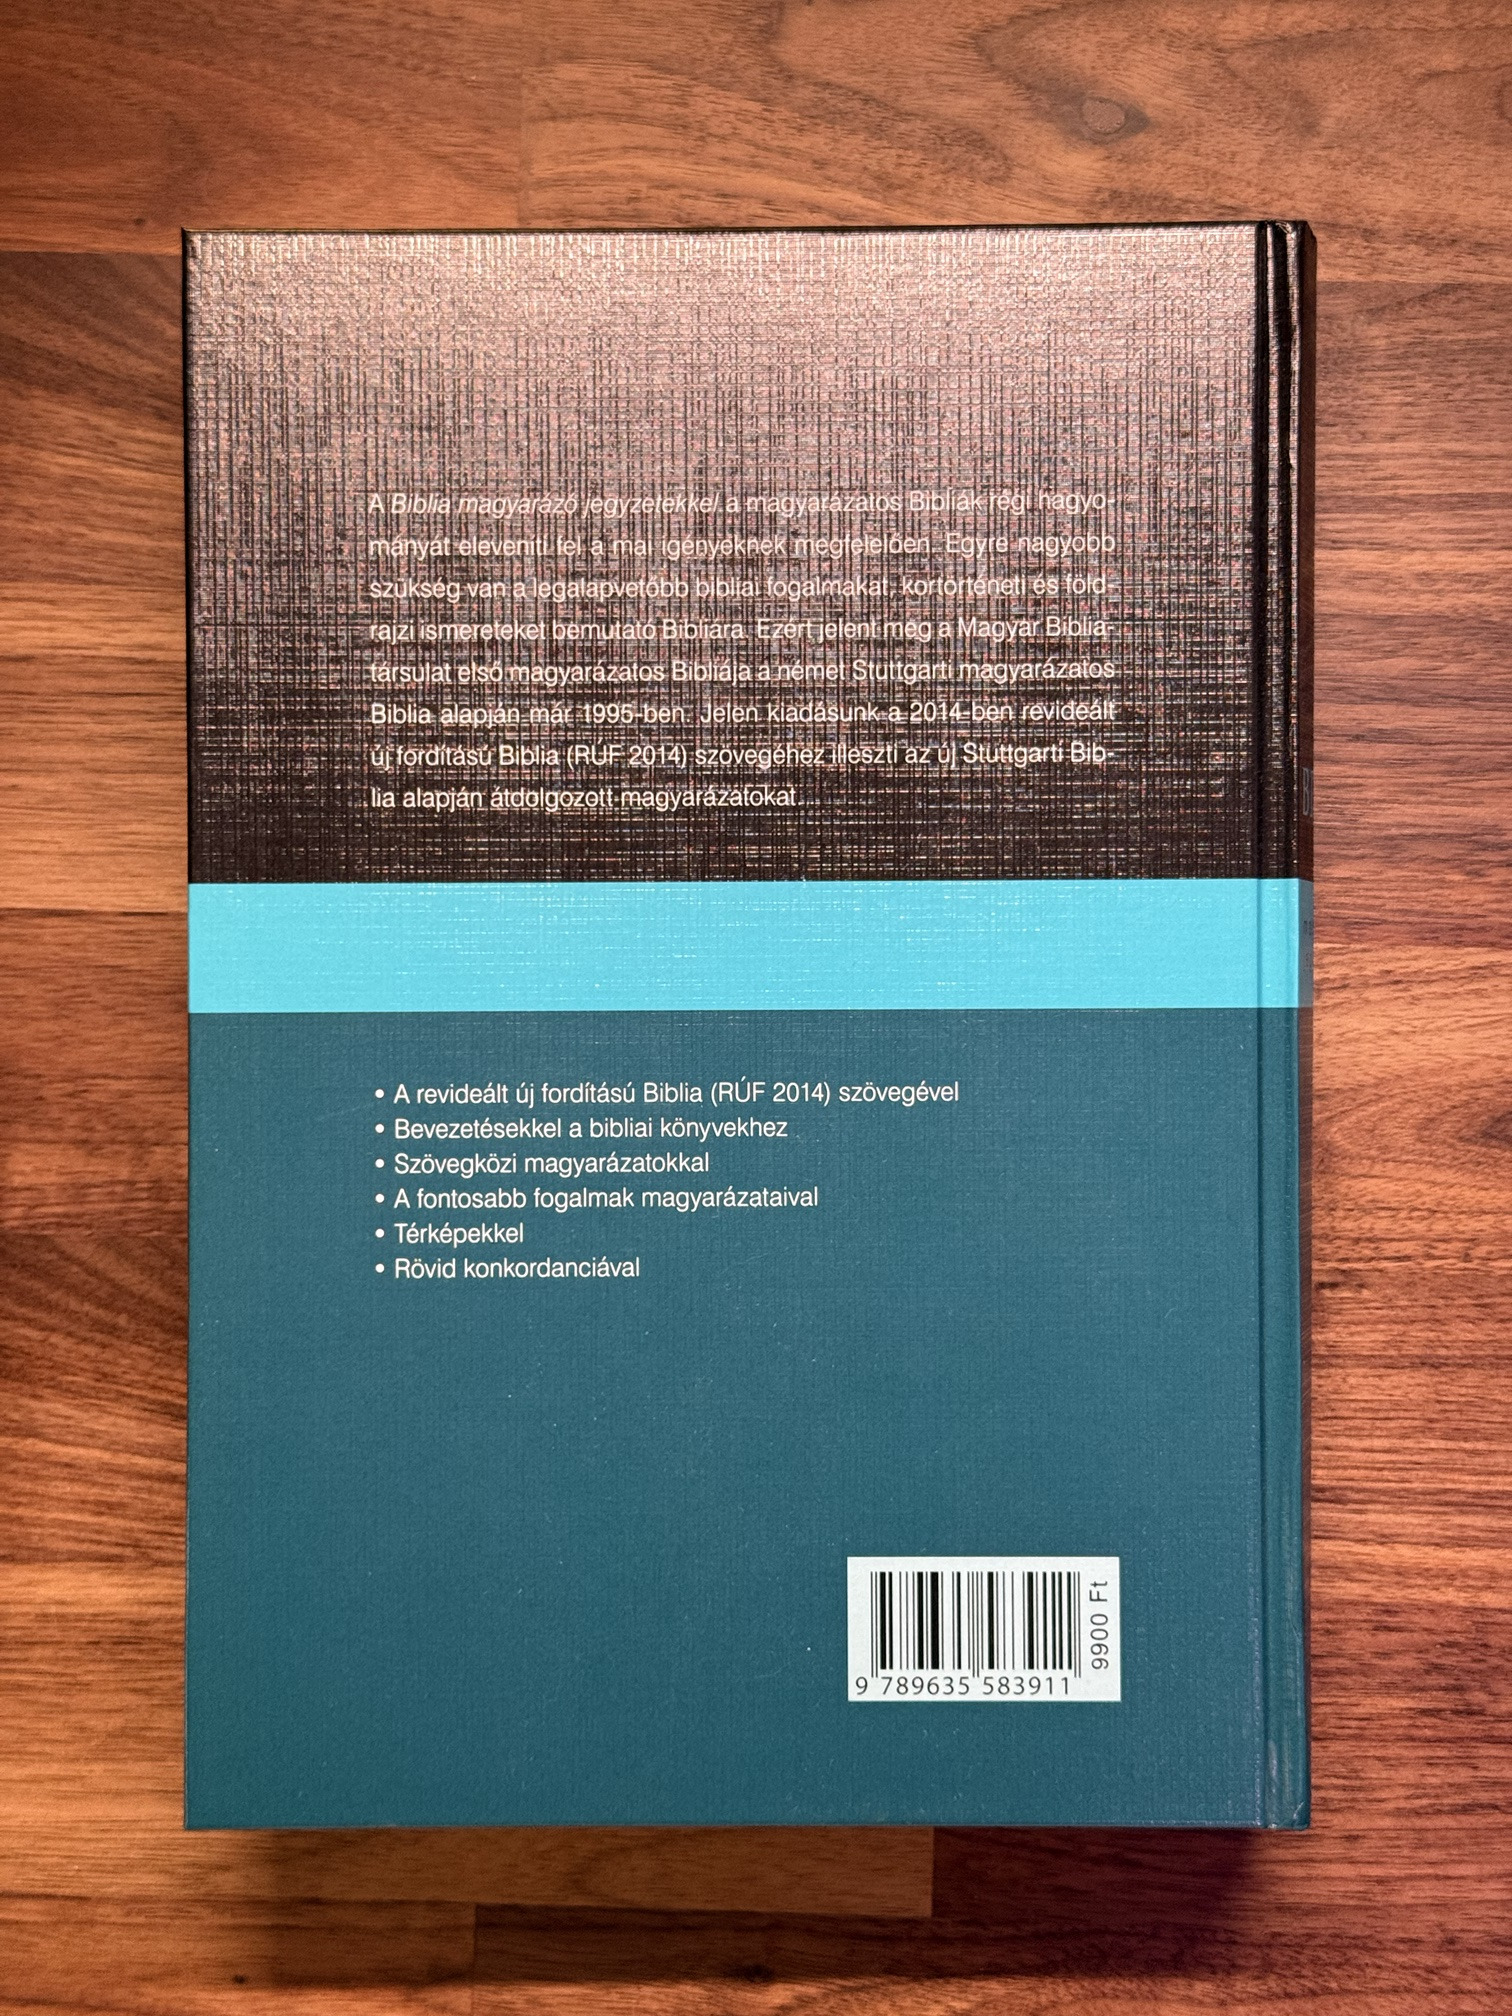 A Biblia magyarázó jegyzetekkel a magyarázatos Bibliák régi hagyo-
mányát eleveníti fel a mai igényeknek megfelelően. Egyre nagyobb
szükség van a legalapvetőbb bibliai fogalmakat, kortörténeti és föld-
rajzi ismereteket bemutató Bibliára. Ezért jelent meg a Magyar Biblia-
társulat első magyarázatos Bibliája a német Stuttgarti magyarázatos
Biblia alapján már 1995-ben. Jelen kiadásunk a 2014-ben revideált
új fordítású Biblia (RÚF 2014) szövegéhez illeszti az új Stuttgarti Bib-
lia alapján átdolgozott magyarázatokat.
• A revideált új fordítású Biblia (RÚF 2014) szövegével
• Bevezetésekkel a bibliai könyvekhez
• Szövegközi magyarázatokkal
• A fontosabb fogalmak magyarázataival
• Térképekkel
• Rövid konkordanciával
9 789635 583911
9900 Ft